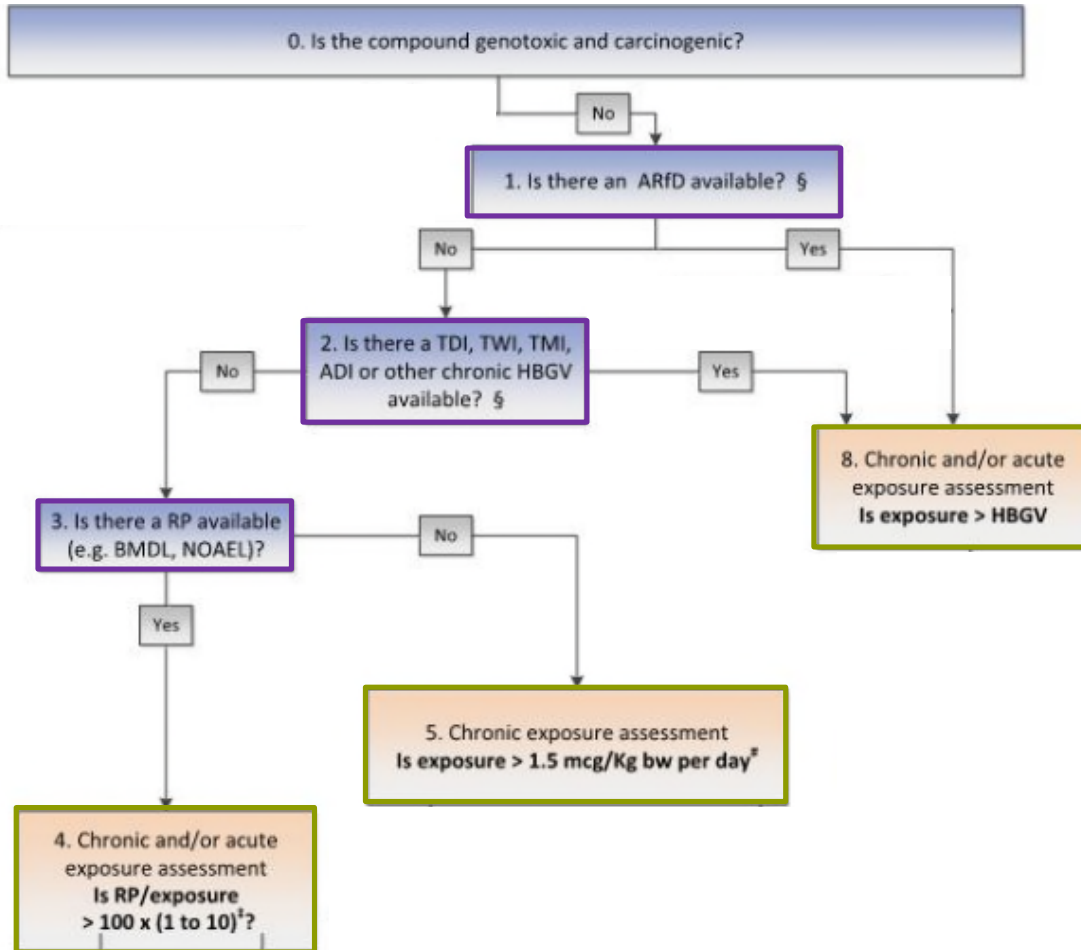 0. Is the compound genotoxic and carcinogenic?
No
1. Is there an ARfD available? §
No
Yes
2. Is there a TDI, TWI, TMI,
ADI or other chronic HBGV
available? §
No
Yes
8. Chronic and/or acute
exposure assessment
Is exposure > HBGV
3. Is there a RP available
(e.g. BMDL, NOAEL)?
No
Yes
5. Chronic exposure assessment
Is exposure > 1.5 mcg/Kg bw per day‡
4. Chronic and/or acute
exposure assessment
Is RP/exposure
> 100 x (1 to 10)‡?